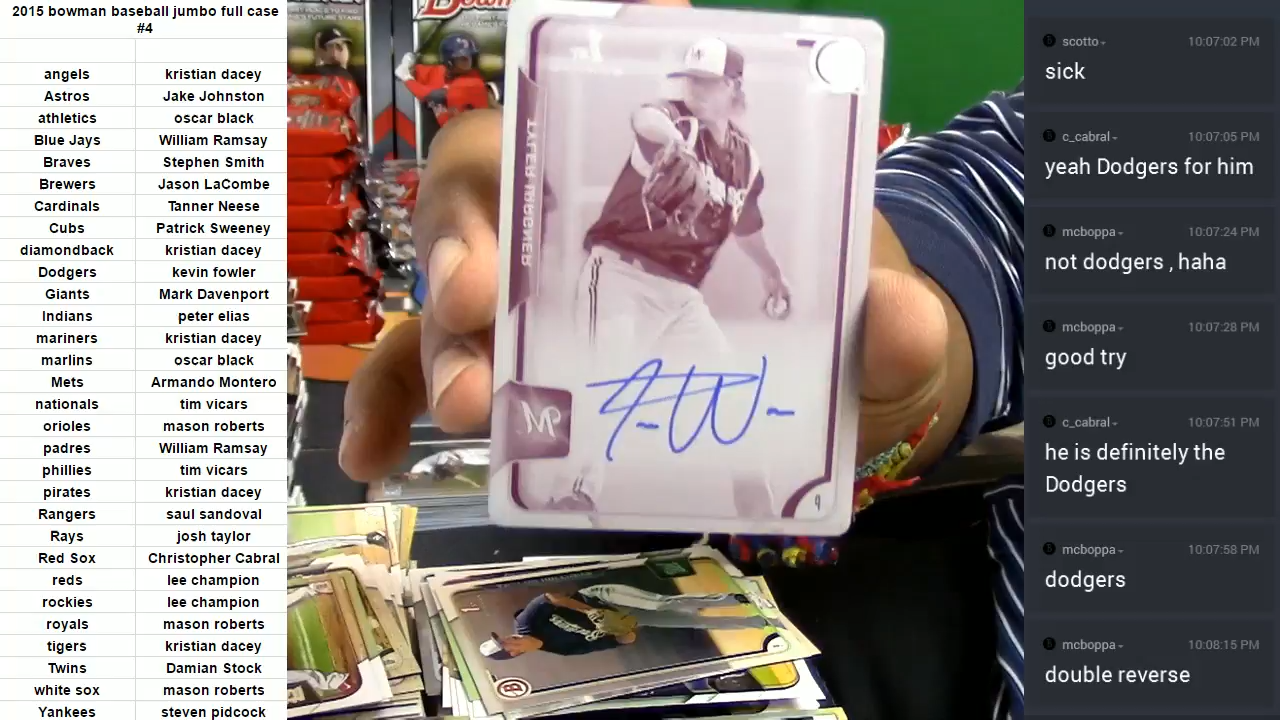 2015 bowman baseball jumbo full case
#4
angels kristian dacey
Astros Jake Johnston
athletics oscar black
Blue Jays William Ramsay
Braves Stephen Smith
Brewers Jason LaCombe
Cardinals Tanner Neese
Cubs Patrick Sweeney
diamondback kristian dacey
Dodgers kevin fowler
Giants Mark Davenport
Indians peter elias
mariners kristian dacey
marlins oscar black
Mets Armando Montero
nationals tim vicars
orioles mason roberts
padres William Ramsay
phillies tim vicars
pirates kristian dacey
Rangers saul sandoval
Rays josh taylor
Red Sox Christopher Cabral
reds lee champion
rockies lee champion
royals mason roberts
tigers kristian dacey
Twins Damian Stock
white sox mason roberts
Yankees steven pidcock
scotto 10:07:02 PM
sick
c_cabral 10:07:05 PM
yeah Dodgers for him
mcboppa 10:07:24 PM
not dodgers , haha
mcboppa 10:07:28 PM
good try
c_cabral 10:07:51 PM
he is definitely the
Dodgers
mcboppa 10:07:58 PM
dodgers
mcboppa 10:08:15 PM
double reverse